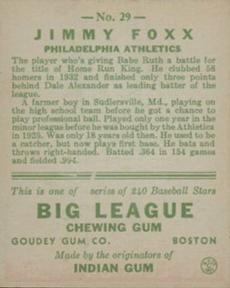 —No. 29—
JIMMY FOXX
PHILADELPHIA ATHLETICS
The player who's giving Babe Ruth a battle for
the title of Home Run King. He clubbed 58
homers in 1932 and finished only three points
behind Dale Alexander as leading batter of the
league.
A farmer boy in Sudlersville, Md., playing
on the high school team before he got a chance to
play professional ball. Played only one year in the
minor league before he was bought by the Athletics
in 1925. Was only 18 years old then. He used to be
a catcher, but now plays first base. He bats and
throws right-handed. Batted .364 in 154 games
and fielded .994.
This is one of series of 240 Baseball Stars
BIG LEAGUE
CHEWING GUM
GOUDEY GUM CO. BOSTON
Made by the originators of
INDIAN GUM